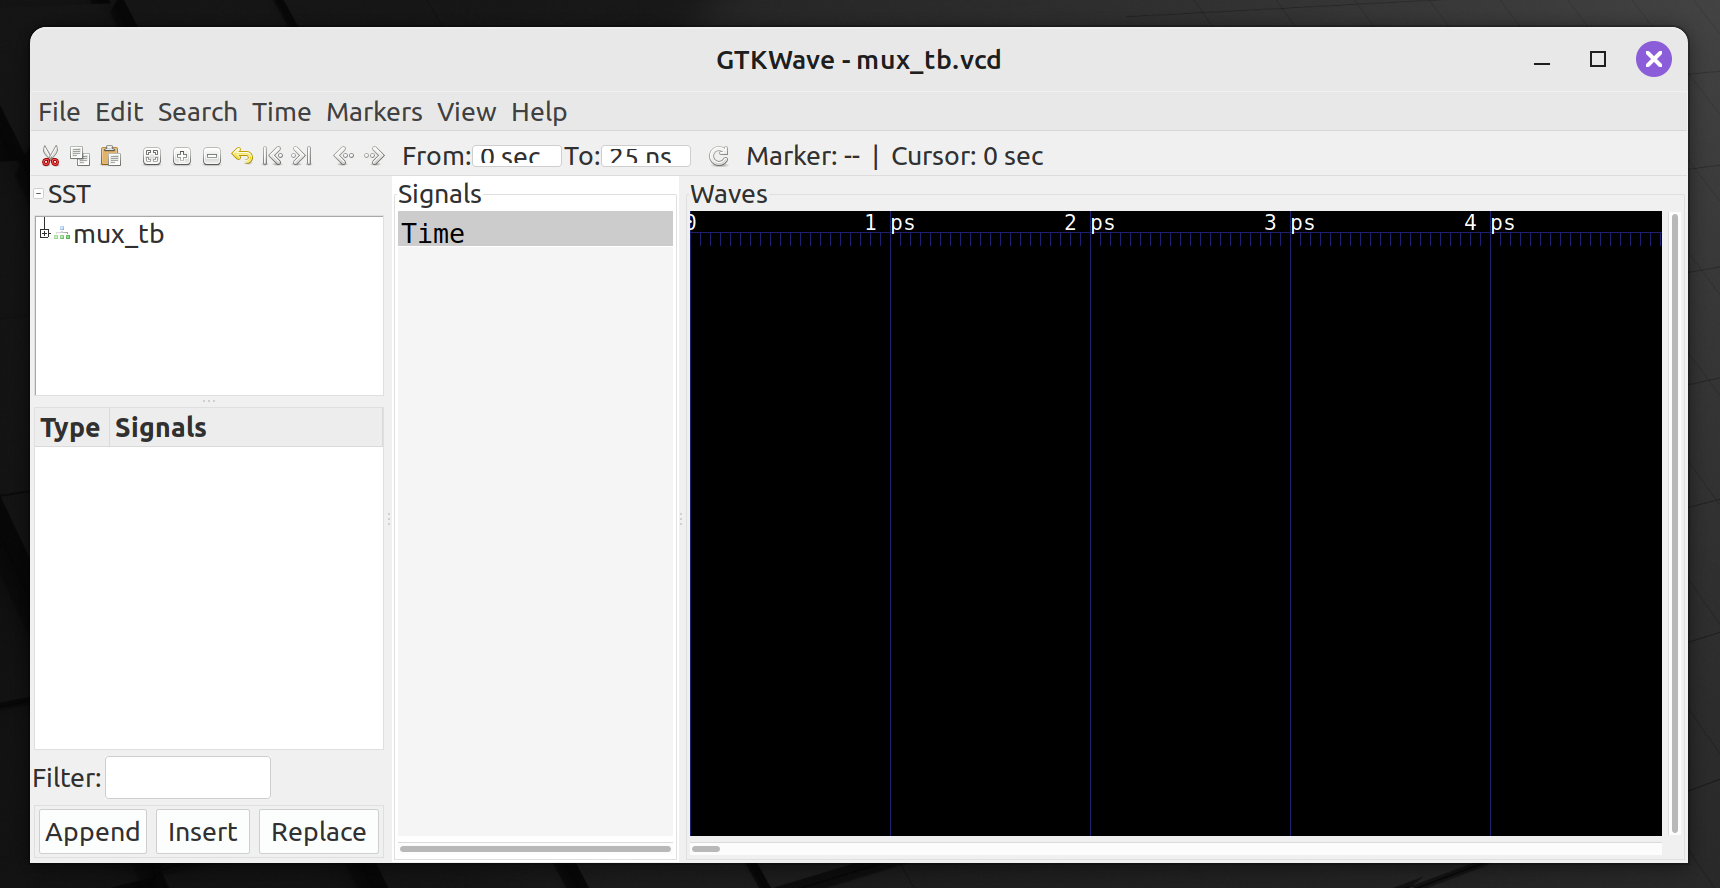 GTKWave - mux_tb.vcd
File Edit Search Time Markers View Help
From: 0 sec To: 25 ns Marker: -- | Cursor: 0 sec
SST
mux_tb
Type Signals
Filter:
Append Insert Replace
Signals
Time
Waves
0 1 ps 2 ps 3 ps 4 ps